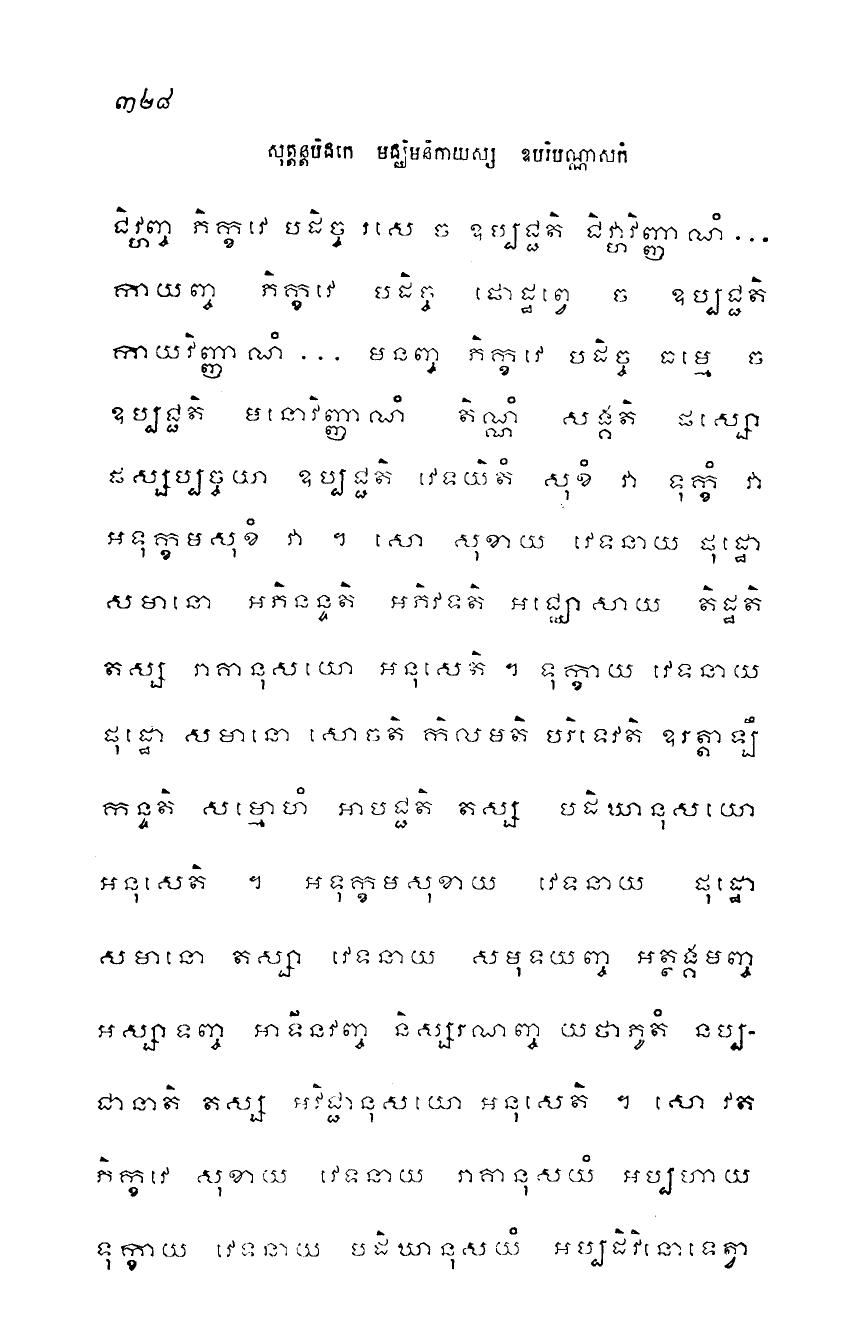 ៣២៨
សុត្តន្តបិដកេ មជ្ឈិមនិកាយស្ស ឧបរិបណ្ណាសកំ
ជិវ្ហញ្ច ភិក្ខវេ បដិច្ច រសេ ច ឧប្បជ្ជតិ ជិវ្ហាវិញ្ញាណំ...
កាយញ្ច ភិក្ខវេ បដិច្ច ផោដ្ឋព្វេ ច ឧប្បជ្ជតិ
កាយវិញ្ញាណំ... មនញ្ច ភិក្ខវេ បដិច្ច ធម្មេ ច
ឧប្បជ្ជតិ មនោវិញ្ញាណំ តិណ្ណំ សង្គតិ ផស្សោ
ផស្សប្បច្ចយា ឧប្បជ្ជតិ វេទយិតំ សុខំ វា ទុក្ខំ វា
អទុក្ខមសុខំ វា ។ សោ សុខាយ វេទនាយ ផុដ្ឋោ
សមានោ អភិនន្ទតិ អភិវទតិ អជ្ឈោសាយ តិដ្ឋតិ
តស្ស រាគានុសយោ អនុសេតិ ។ ទុក្ខាយ វេទនាយ
ផុដ្ឋោ សមានោ សោចតិ កិលមតិ បរិទេវតិ ឧរត្តាឡឹ
កន្ទតិ សម្មោហំ អាបជ្ជតិ តស្ស បដិឃានុសយោ
អនុសេតិ ។ អទុក្ខមសុខាយ វេទនាយ ផុដ្ឋោ
សមានោ តស្សា វេទនាយ សមុទយញ្ច អត្ថង្គមញ្ច
អស្សាទញ្ច អាទីនវញ្ច និស្សរណញ្ច យថាភូតំ នប្ប-
ជានាតិ តស្ស អវិជ្ជានុសយោ អនុសេតិ ។ សោ វត
ភិក្ខវេ សុខាយ វេទនាយ រាគានុសយំ អប្បហាយ
ទុក្ខាយ វេទនាយ បដិឃានុសយំ អប្បដិវិនោទេត្វា